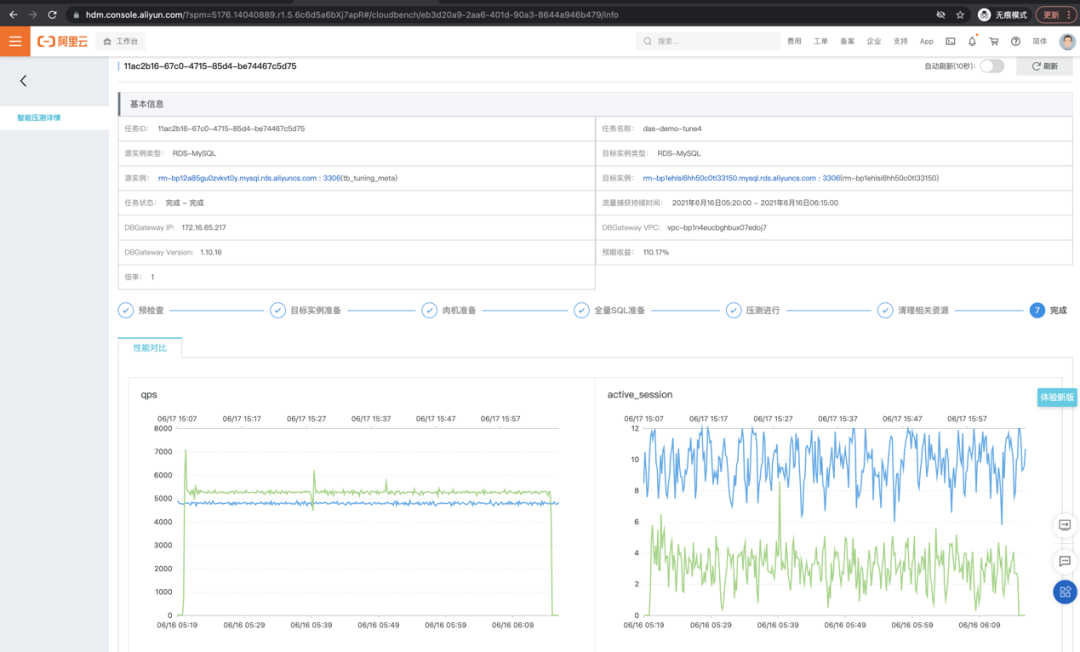 hdm.console.aliyun.com/?spm=5176.14040889.r1.5.6c6d5a6bXj7apR#/cloudbench/eb3d20a9-2aa6-401d-90a3-8644a946b479/info
无痕模式
更新
阿里云
工作台
搜索...
费用
工单
备案
企业
支持
App
简体
11ac2b16-67c0-4715-85d4-be74467c5d75
自动刷新(10秒):
刷新
智能压测详情
基本信息
任务ID: 11ac2b16-67c0-4715-85d4-be74467c5d75
任务名称: das-demo-tune4
源实例类型: RDS-MySQL
目标实例类型: RDS-MySQL
源实例: rm-bp12a85gu0zvkvt0y.mysql.rds.aliyuncs.com : 3306(tb_tuning_meta)
目标实例: rm-bp1ehlsi6hh50c0tl33150.mysql.rds.aliyuncs.com : 3306(rm-bp1ehlsi6hh50c0tl33150)
任务状态: 完成 - 完成
流量捕获持续时间: 2021年6月16日05:20:00 ~ 2021年6月16日06:15:00
DBGateway IP: 172.16.65.217
DBGateway VPC: vpc-bp1n4eucbghbux07edoj7
DBGateway Version: 1.10.16
预期收益: 110.17%
倍率: 1
预检查
目标实例准备
肉机准备
全量SQL准备
压测进行
清理相关资源
7 完成
性能对比
体验新版
qps
06/17 15:07 06/17 15:17 06/17 15:27 06/17 15:37 06/17 15:47 06/17 15:57
8000
7000
6000
5000
4000
3000
2000
1000
0
06/16 05:19 06/16 05:29 06/16 05:39 06/16 05:49 06/16 05:59 06/16 06:09
active_session
06/17 15:07 06/17 15:17 06/17 15:27 06/17 15:37 06/17 15:47 06/17 15:57
12
10
8
6
4
2
0
06/16 05:19 06/16 05:29 06/16 05:39 06/16 05:49 06/16 05:59 06/16 06:09